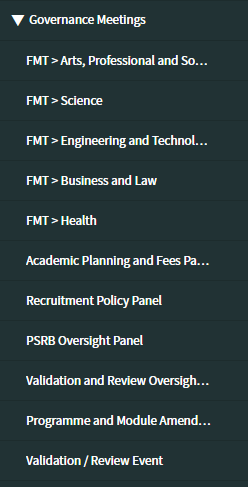 ▼ Governance Meetings
FMT > Arts, Professional and So...
FMT > Science
FMT > Engineering and Technol...
FMT > Business and Law
FMT > Health
Academic Planning and Fees Pa...
Recruitment Policy Panel
PSRB Oversight Panel
Validation and Review Oversigh...
Programme and Module Amend...
Validation / Review Event